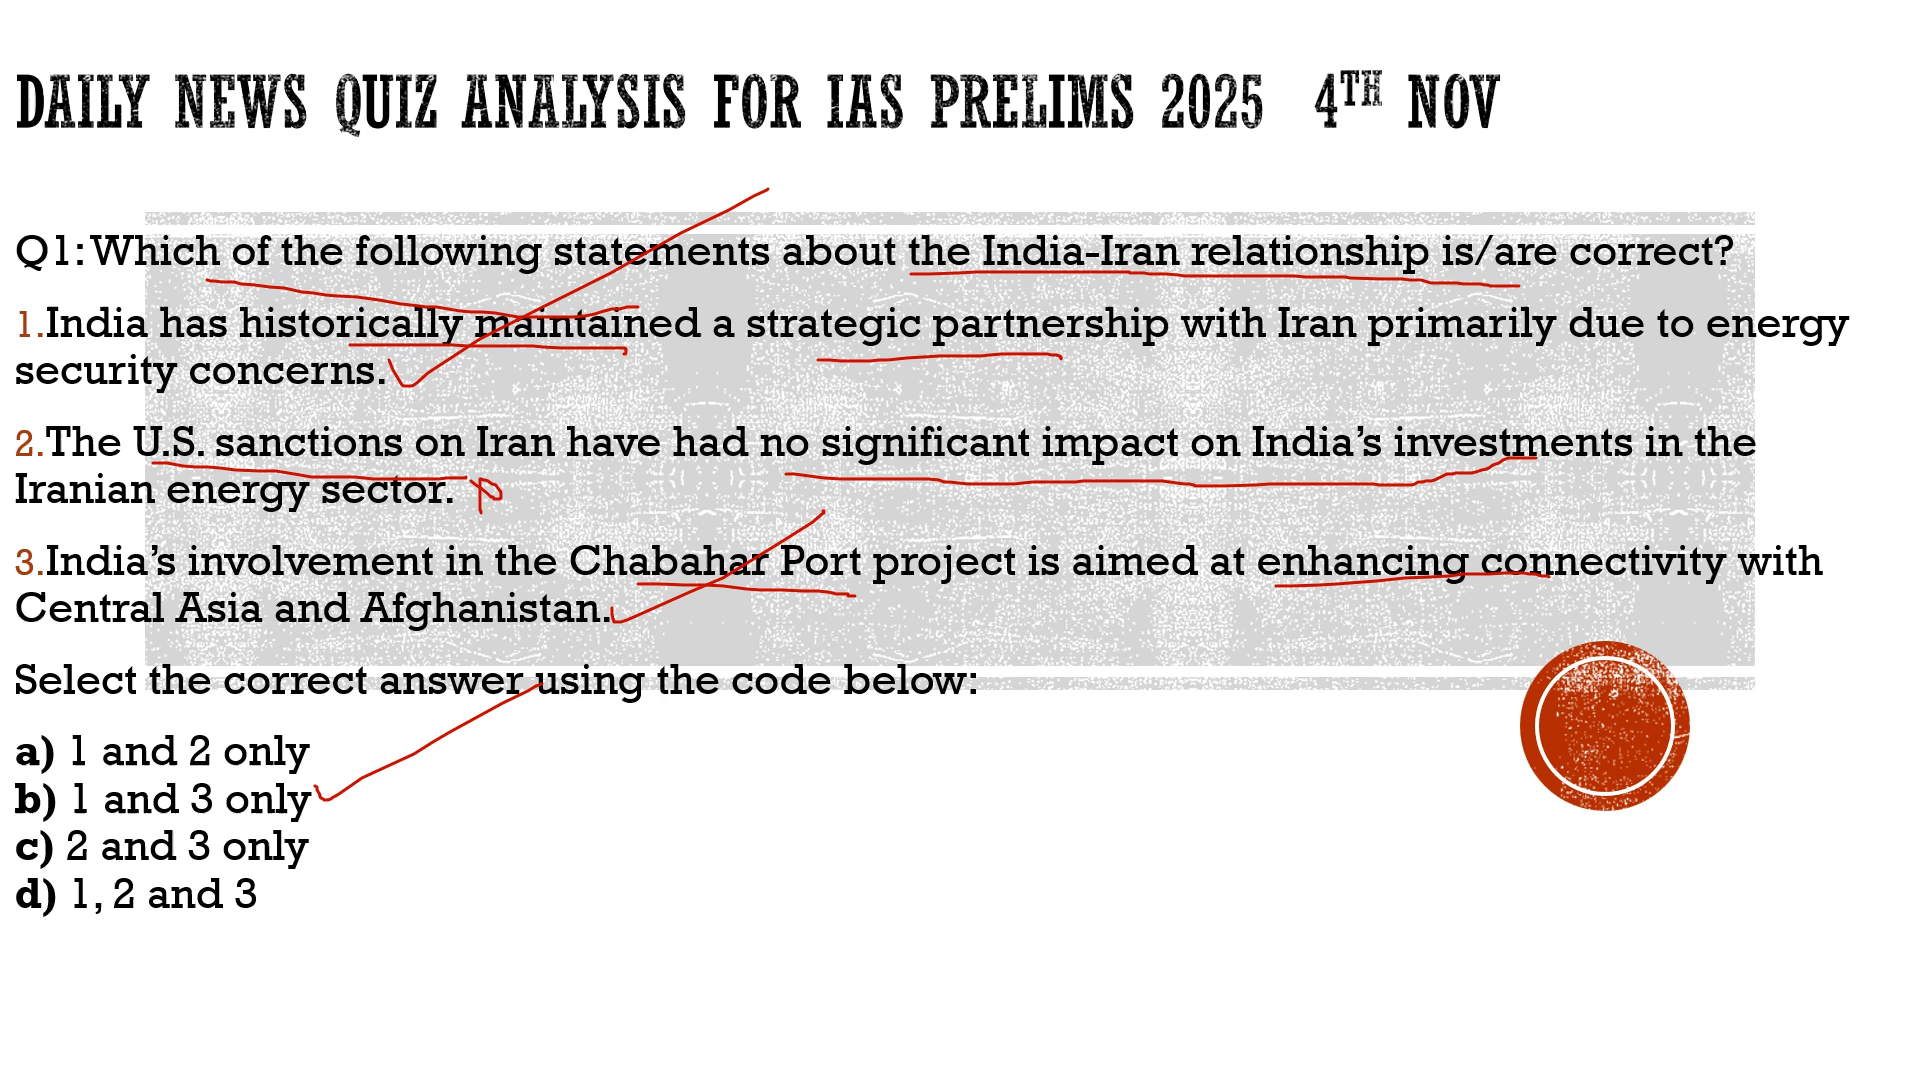 DAILY NEWS QUIZ ANALYSIS FOR IAS PRELIMS 2025 4TH NOV
Q1: Which of the following statements about the India-Iran relationship is/are correct?
1.India has historically maintained a strategic partnership with Iran primarily due to energy
security concerns.
2.The U.S. sanctions on Iran have had no significant impact on India’s investments in the
Iranian energy sector.
3.India’s involvement in the Chabahar Port project is aimed at enhancing connectivity with
Central Asia and Afghanistan.
Select the correct answer using the code below:
a) 1 and 2 only
b) 1 and 3 only
c) 2 and 3 only
d) 1, 2 and 3